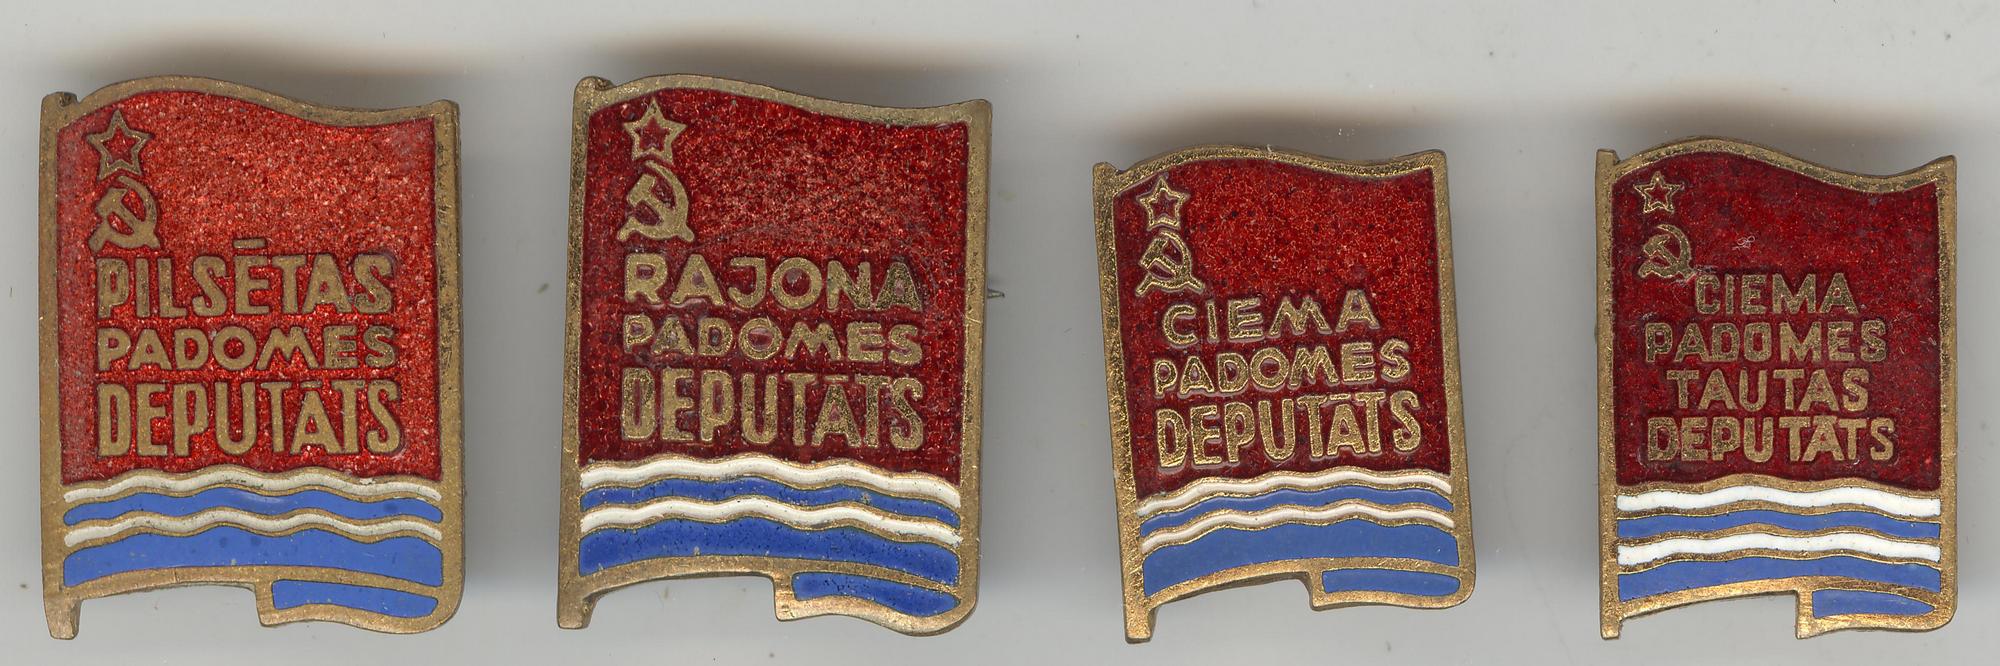 PILSĒTAS
PADOMES
DEPUTĀTS
RAJONA
PADOMES
DEPUTĀTS
CIEMA
PADOMES
DEPUTĀTS
CIEMA
PADOMES
TAUTAS
DEPUTĀTS